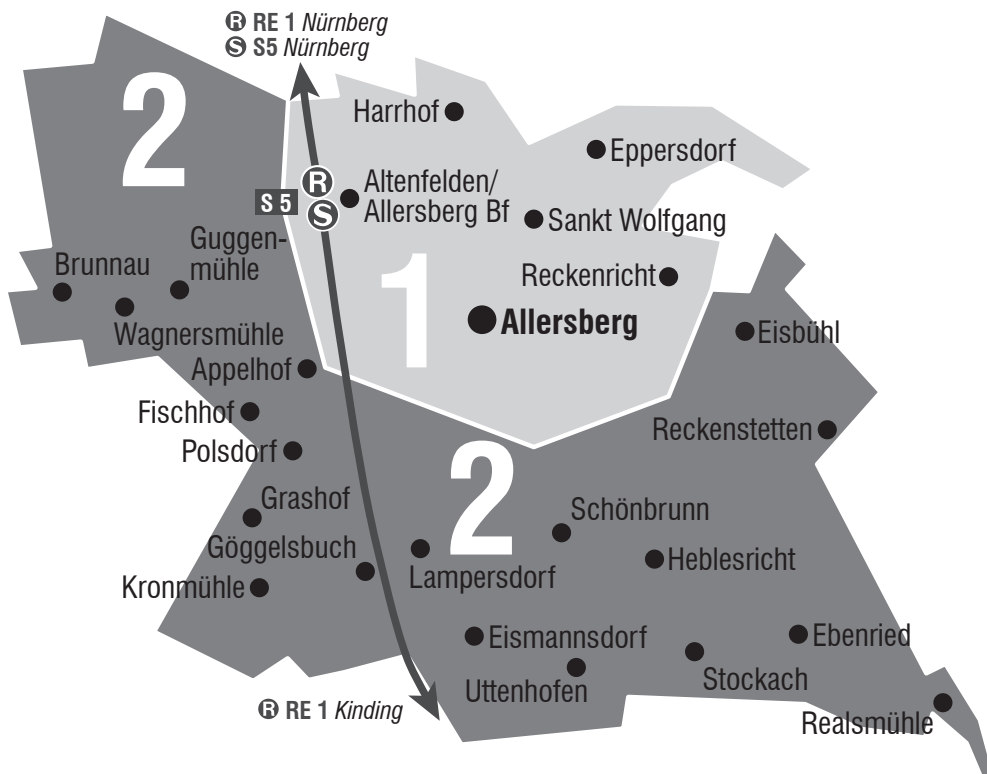 R RE 1 Nürnberg
S S5 Nürnberg
2
Harrhof
Eppersdorf
R
S 5
S
Altenfelden/
Allersberg Bf
Sankt Wolfgang
Guggen-
mühle
Brunnau
Reckenricht
1
Allersberg
Wagnersmühle
Eisbühl
Appelhof
Fischhof
Reckenstetten
Polsdorf
2
Grashof
Schönbrunn
Göggelsbuch
Lampersdorf
Heblesricht
Kronmühle
Eismannsdorf
Ebenried
Uttenhofen
Stockach
R RE 1 Kinding
Realsmühle